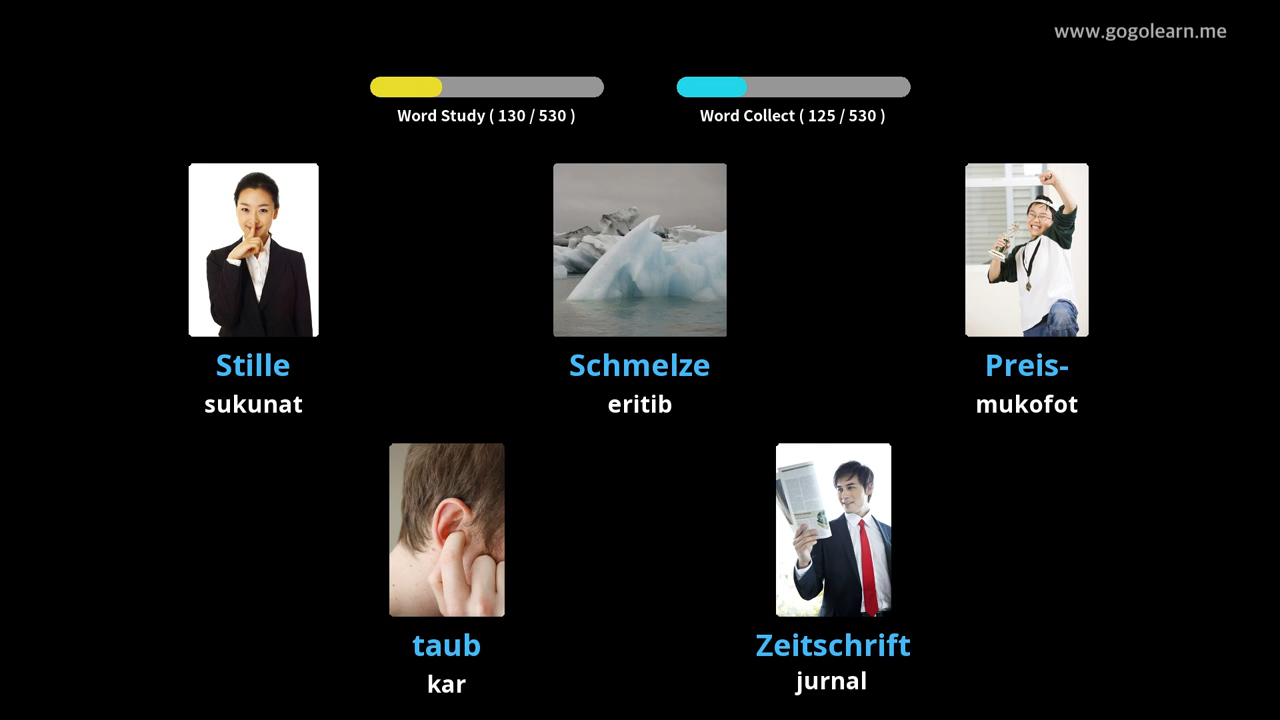 www.gogolearn.me
Word Study ( 130 / 530 )
Word Collect ( 125 / 530 )
Stille
sukunat
Schmelze
eritib
Preis-
mukofot
taub
kar
Zeitschrift
jurnal